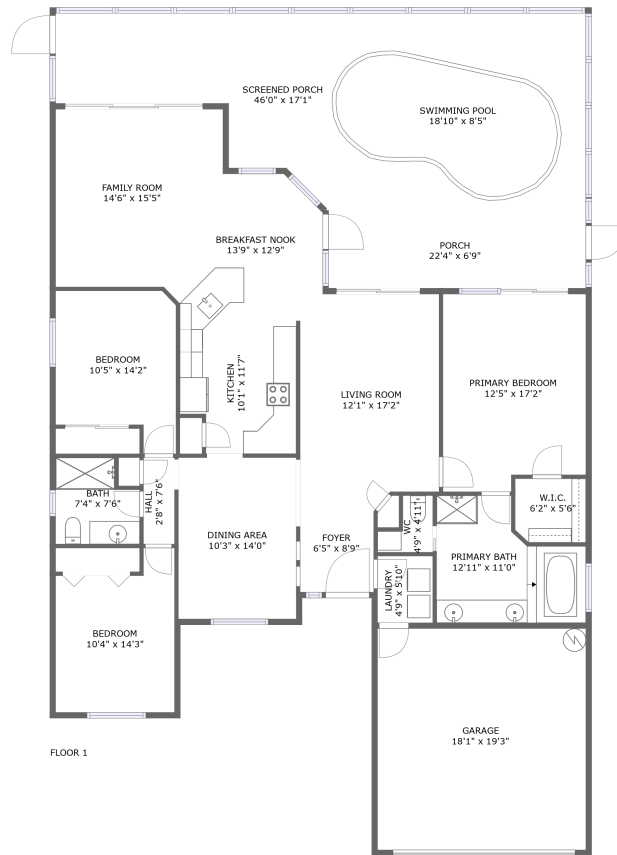 SCREENED PORCH
46'0" x 17'1"
SWIMMING POOL
18'10" x 8'5"
FAMILY ROOM
14'6" x 15'5"
BREAKFAST NOOK
13'9" x 12'9"
PORCH
22'4" x 6'9"
BEDROOM
10'5" x 14'2"
KITCHEN
10'1" x 11'7"
LIVING ROOM
12'1" x 17'2"
PRIMARY BEDROOM
12'5" x 17'2"
BATH
7'4" x 7'6"
HALL
2'8" x 7'6"
DINING AREA
10'3" x 14'0"
FOYER
6'5" x 8'9"
WC
4'9" x 4'11"
W.I.C.
6'2" x 5'6"
PRIMARY BATH
12'11" x 11'0"
LAUNDRY
4'9" x 5'10"
BEDROOM
10'4" x 14'3"
GARAGE
18'1" x 19'3"
FLOOR 1